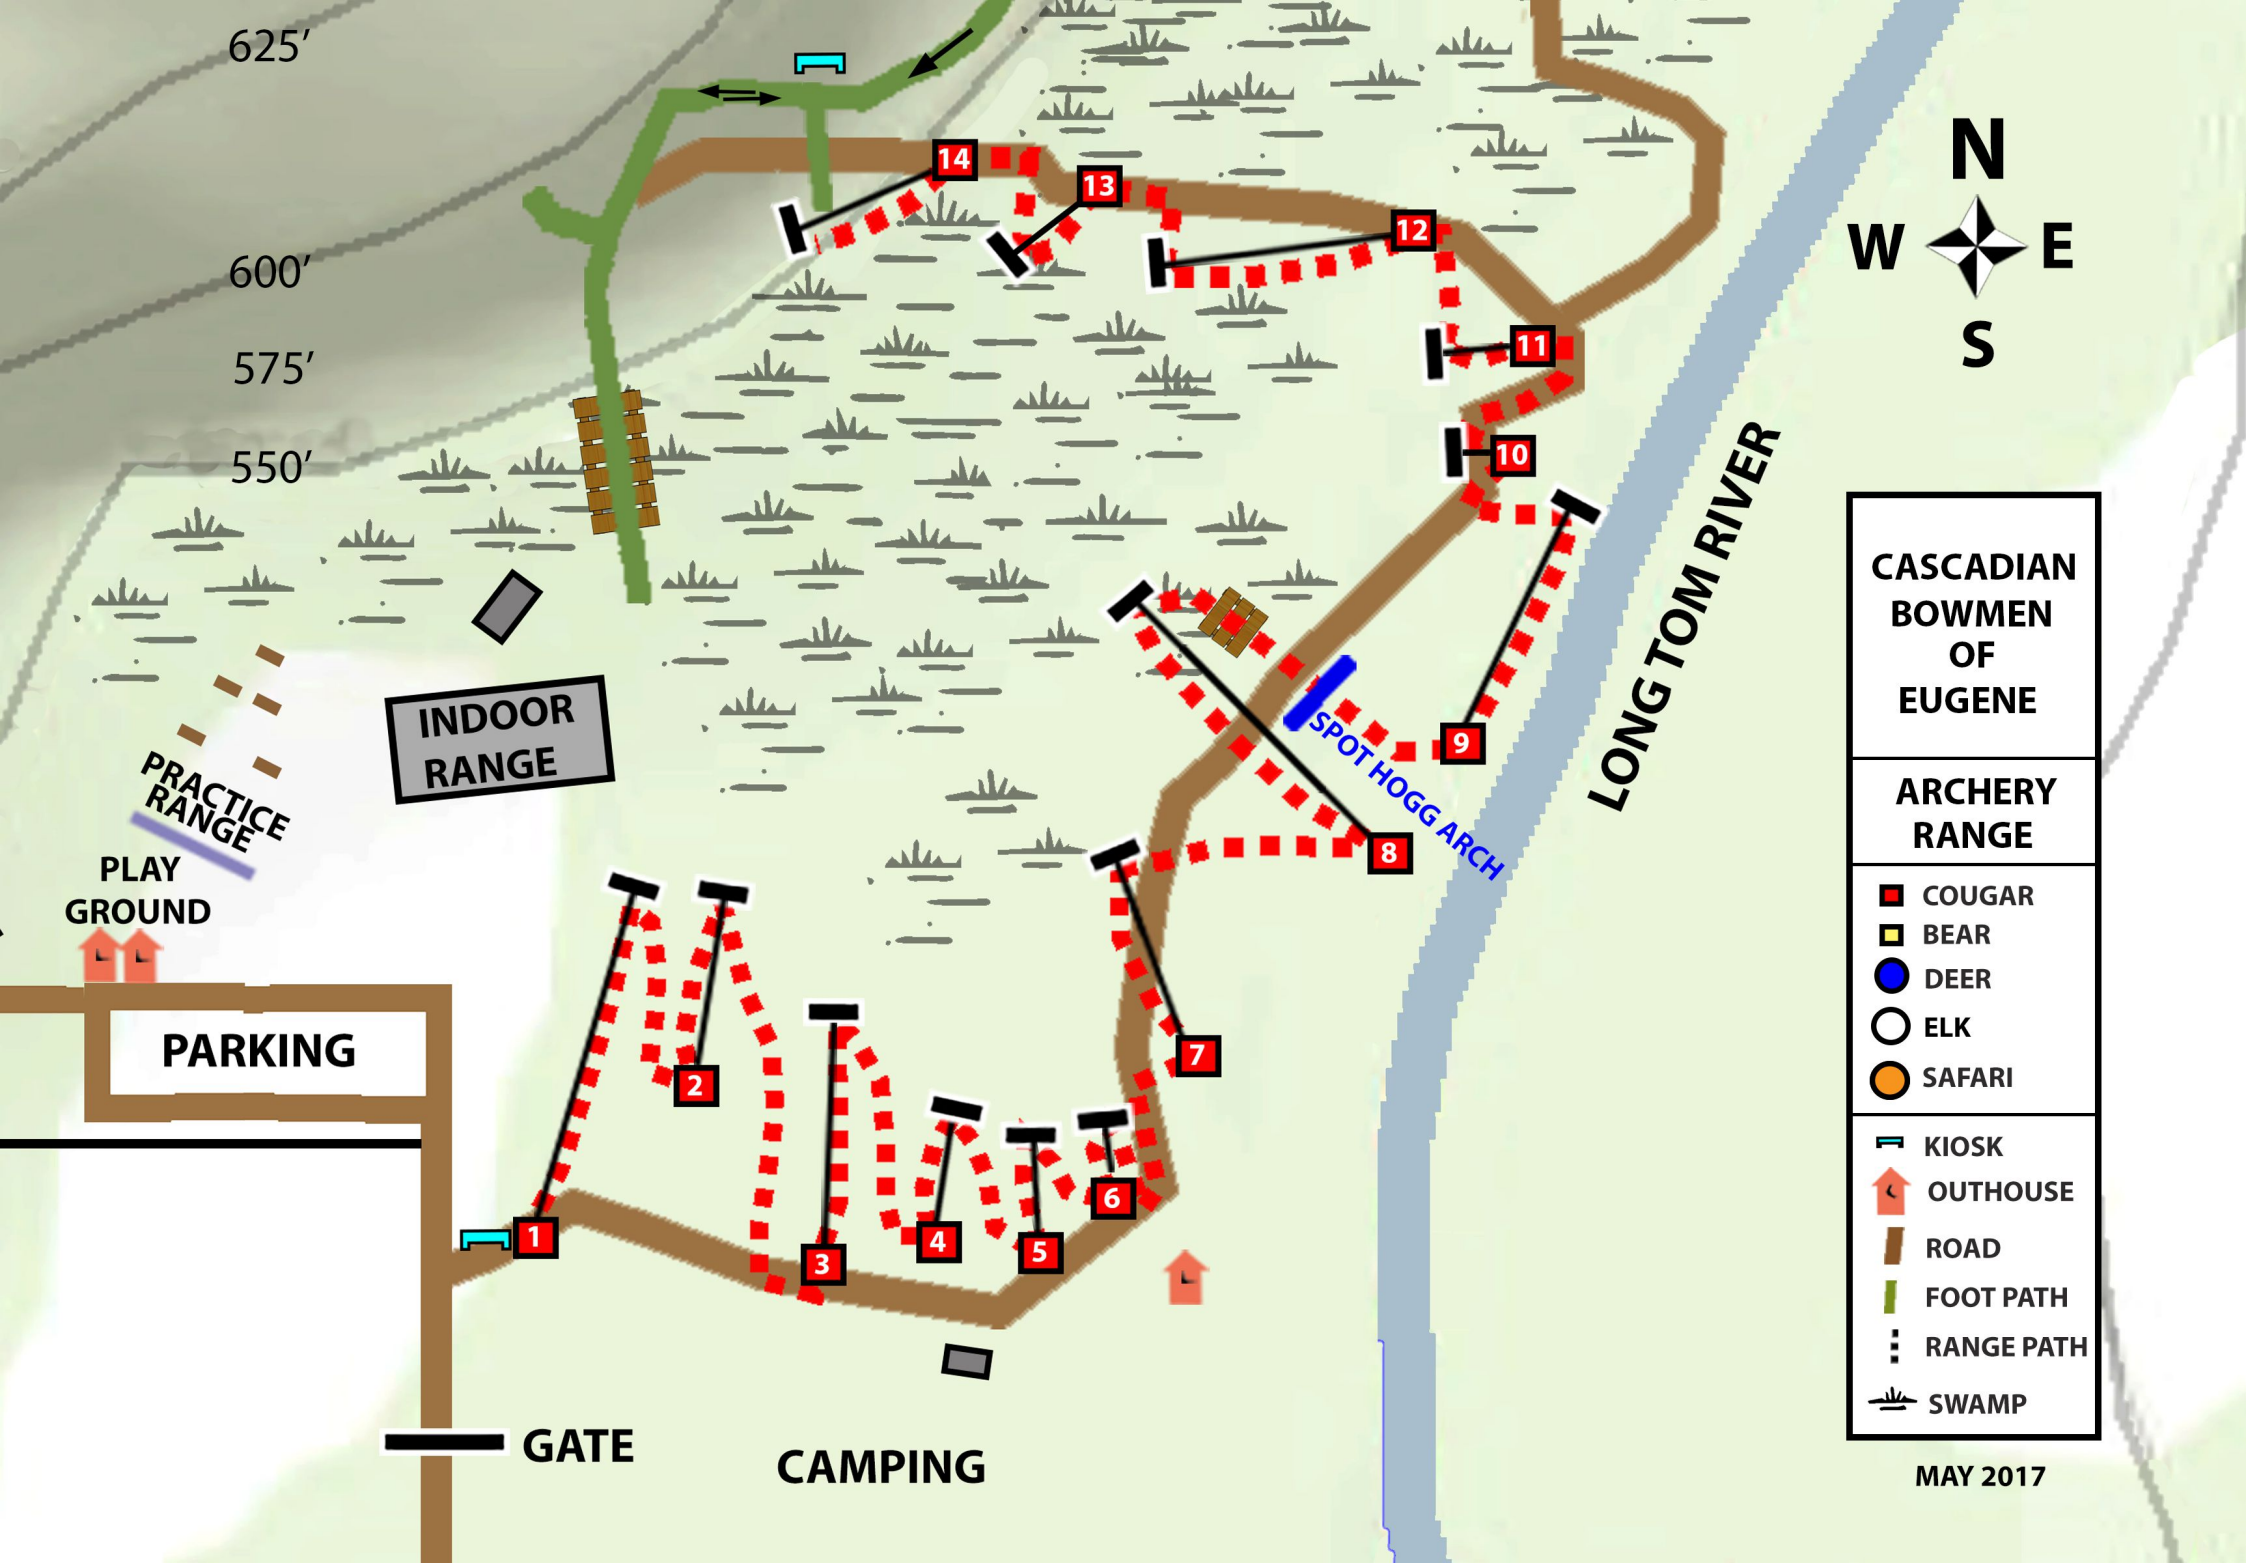 625’
600’
575’
550’
N
W E
S
14
13
12
11
10
9
8
7
6
5
4
3
2
1
LONG TOM RIVER
SPOT HOGG ARCH
INDOOR
RANGE
PRACTICE
RANGE
PLAY
GROUND
PARKING
GATE
CAMPING
CASCADIAN
BOWMEN
OF
EUGENE
ARCHERY
RANGE
COUGAR
BEAR
DEER
ELK
SAFARI
KIOSK
OUTHOUSE
ROAD
FOOT PATH
RANGE PATH
SWAMP
MAY 2017